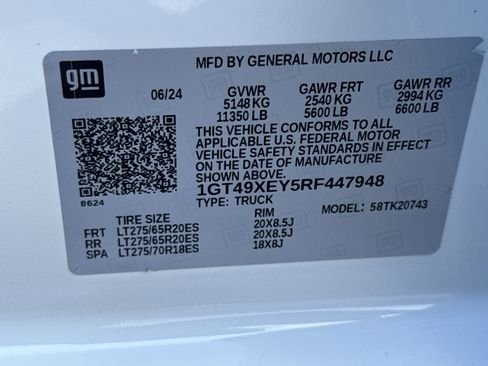 MFD BY GENERAL MOTORS LLC
gm
06/24 GVWR GAWR FRT GAWR RR
5148 KG 2540 KG 2994 KG
11350 LB 5600 LB 6600 LB
THIS VEHICLE CONFORMS TO ALL
APPLICABLE U.S. FEDERAL MOTOR
VEHICLE SAFETY STANDARDS IN EFFECT
ON THE DATE OF MANUFACTURE
SHOWN ABOVE.
1GT49XEY5RF447948
8624 TYPE: TRUCK MODEL: 58TK20743
TIRE SIZE RIM
FRT LT275/65R20ES 20X8.5J
RR LT275/65R20ES 20X8.5J
SPA LT275/70R18ES 18X8J